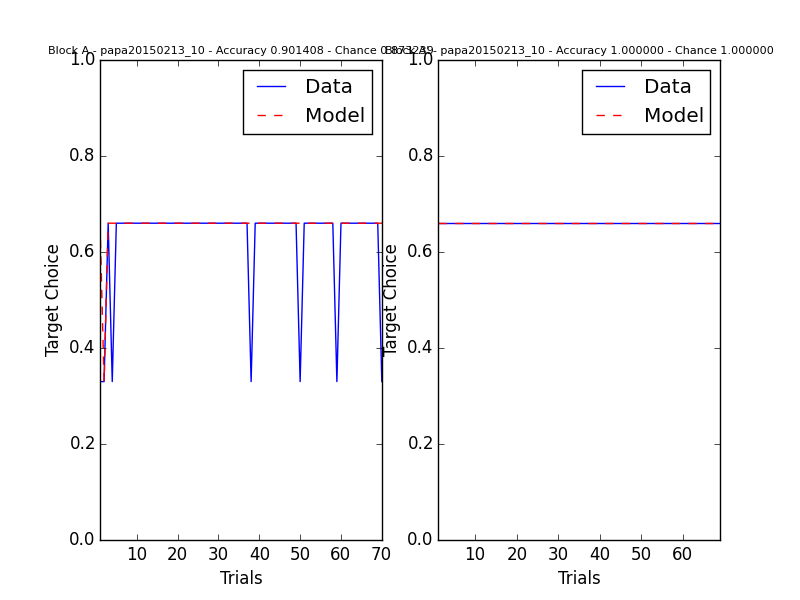 Block A - papa20150213_10 - Accuracy 0.901408 - Chance
papa20150213_10 - Accuracy 1.000000 - Chance 1.000000
Data
Model
Data
Model
1.0
0.8
0.6
0.4
0.2
0.0
1.0
0.8
0.6
0.4
0.2
0.0
Target Choice
Target Choice
10 20 30 40 50 60 70
10 20 30 40 50 60
Trials
Trials